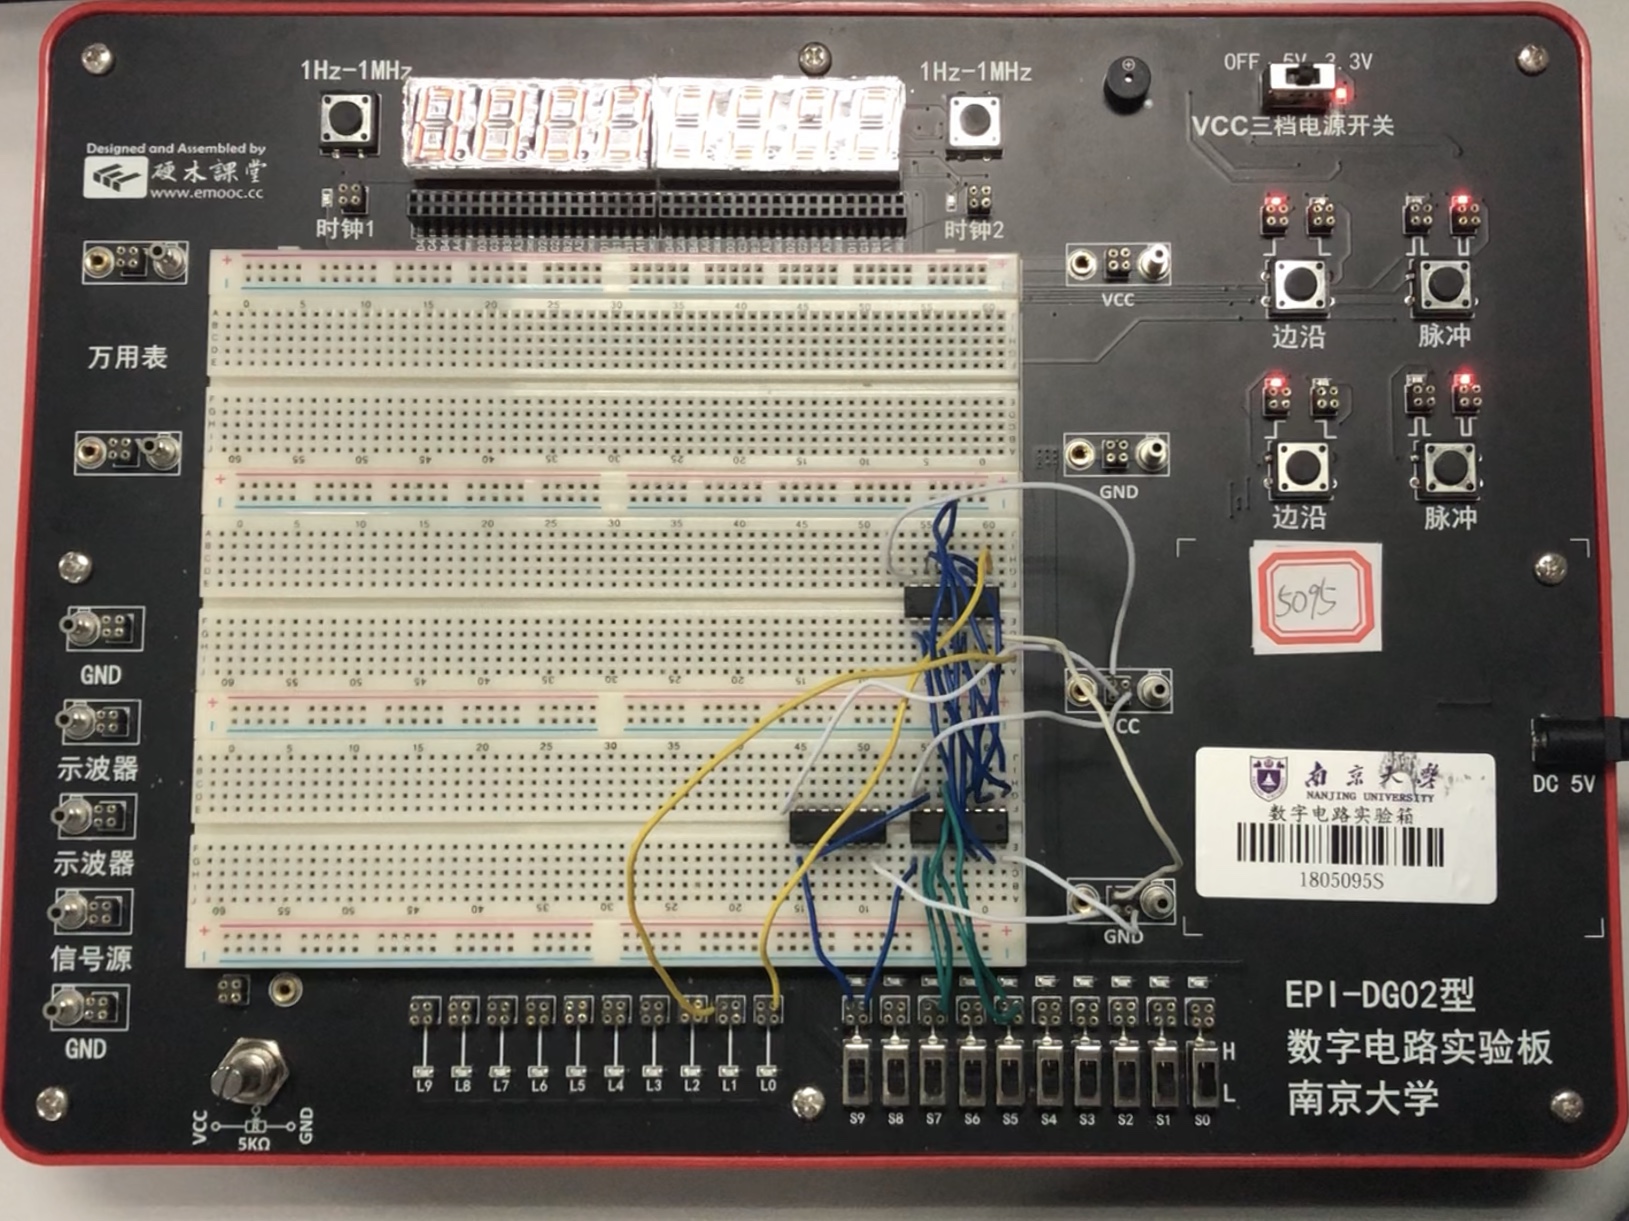 1Hz-1MHz
1Hz-1MHz
OFF 5V 3.3V
VCC三档电源开关
Designed and Assembled by
硬木課堂
www.emooc.cc
时钟1
时钟2
VCC
边沿
脉冲
万用表
GND
边沿
脉冲
5095
GND
CC
示波器
DC 5V
南京大學
NANJING UNIVERSITY
数字电路实验箱
1805095S
示波器
GND
信号源
EPI-DG02型
数字电路实验板
南京大学
GND
H
L
L9 L8 L7 L6 L5 L4 L3 L2 L1 L0
S9 S8 S7 S6 S5 S4 S3 S2 S1 S0
VCC
GND
5KΩ